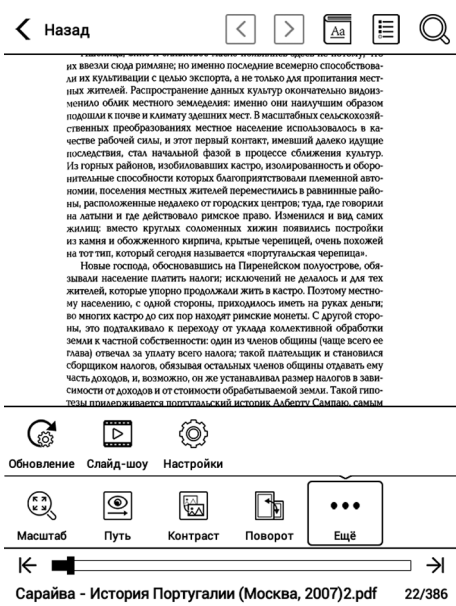 Назад
Aa
их ввезли сюда римляне; но именно последние всемерно способствова-
ли их культивации с целью экспорта, а не только для пропитания мест-
ных жителей. Распространение данных культур окончательно видоиз-
менило облик местного земледелия: именно они наилучшим образом
подошли к почве и климату здешних мест. В масштабных сельскохозяй-
ственных преобразованиях местное население использовалось в ка-
честве рабочей силы, и этот первый контакт, имевший далеко идущие
последствия, стал начальной фазой в процессе сближения культур.
Из горных районов, изобиловавших кастро, изолированность и оборо-
нительные способности которых благоприятствовали племенной авто-
номии, поселения местных жителей переместились в равнинные райо-
ны, расположенные недалеко от городских центров; туда, где говорили
на латыни и где действовало римское право. Изменился и вид самих
жилищ: вместо круглых соломенных хижин появились постройки
из камня и обожженного кирпича, крытые черепицей, очень похожей
на тот тип, который сегодня называется «португальская черепица».
Новые господа, обосновавшись на Пиренейском полуострове, обя-
зывали население платить налоги; исключений не делалось и для тех
жителей, которые упорно продолжали жить в кастро. Поэтому местно-
му населению, с одной стороны, приходилось иметь на руках деньги;
во многих кастро до сих пор находят римские монеты. С другой сторо-
ны, это подталкивало к переходу от уклада коллективной обработки
земли к частной собственности: один из членов общины (чаще всего ее
глава) отвечал за уплату всего налога; такой плательщик и становился
сборщиком налогов, обязывая остальных членов общины отдавать ему
часть доходов, и, возможно, он же устанавливал размер налогов в зави-
симости от доходов и от стоимости обрабатываемой земли. Такой гипо-
тезы придерживается португальский историк Алберту Сампаю, самым
Обновление Слайд-шоу Настройки
Масштаб Путь Контраст Поворот Ещё
Сарайва - История Португалии (Москва, 2007)2.pdf 22/386